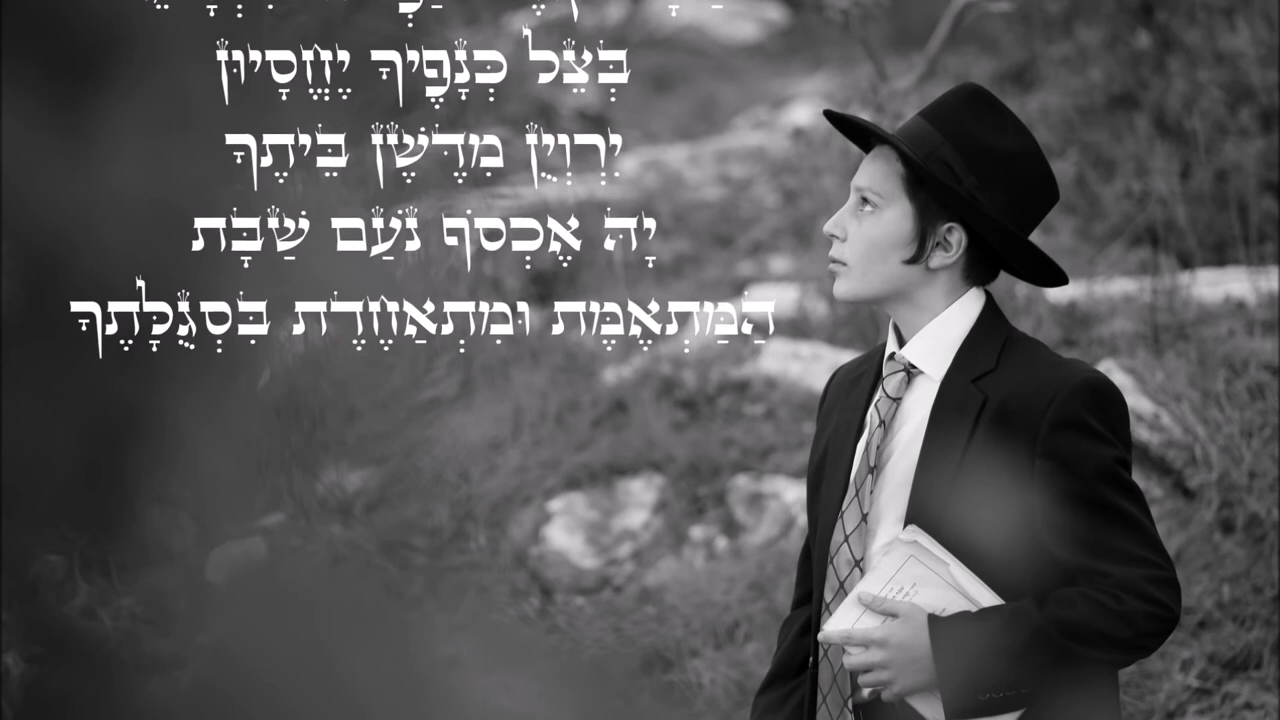 בְּצֵל כְּנָפֶיךָ יֶחֱסָיוּן
יִרְוְיֻן מִדֶּשֶׁן בֵּיתֶךָ
יָהּ אֶכְסֹף נֹעַם שַׁבָּת
הַמַּתְאֶמֶת וּמִתְאַחֶדֶת בִּסְגֻלָּתֶךָ